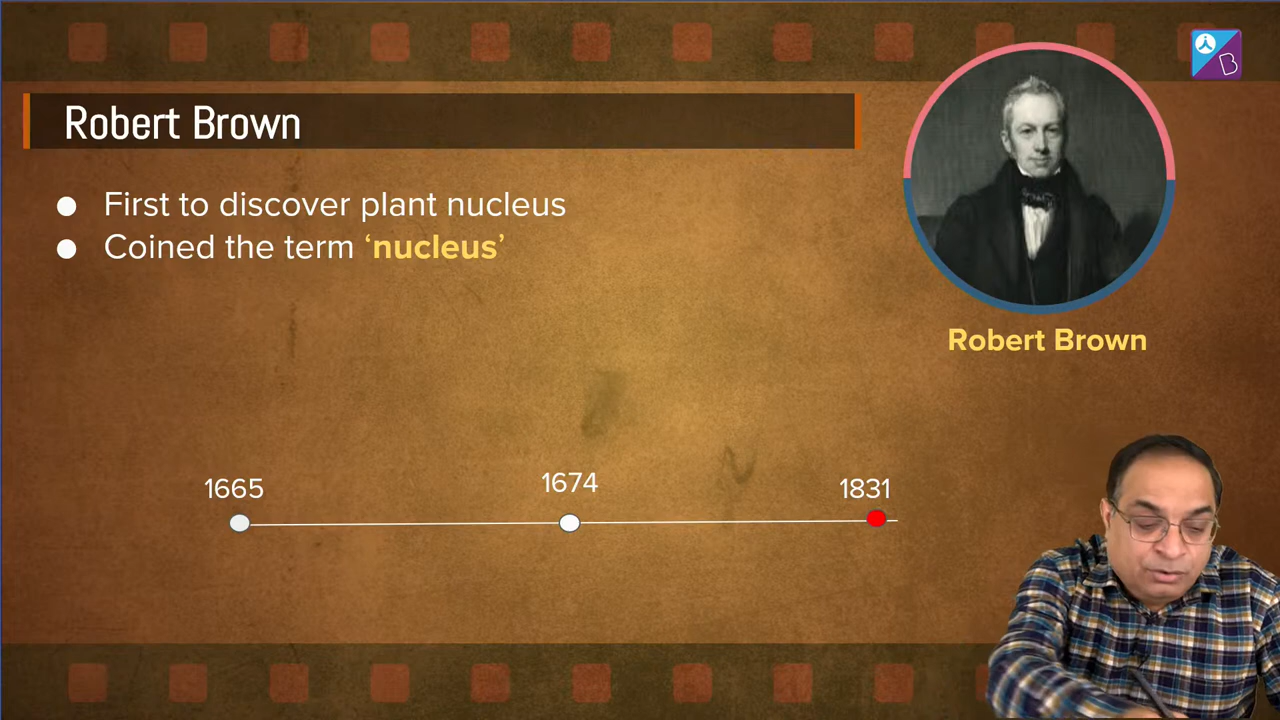 Robert Brown
● First to discover plant nucleus
● Coined the term ‘nucleus’
Robert Brown
1665
1674
1831
B